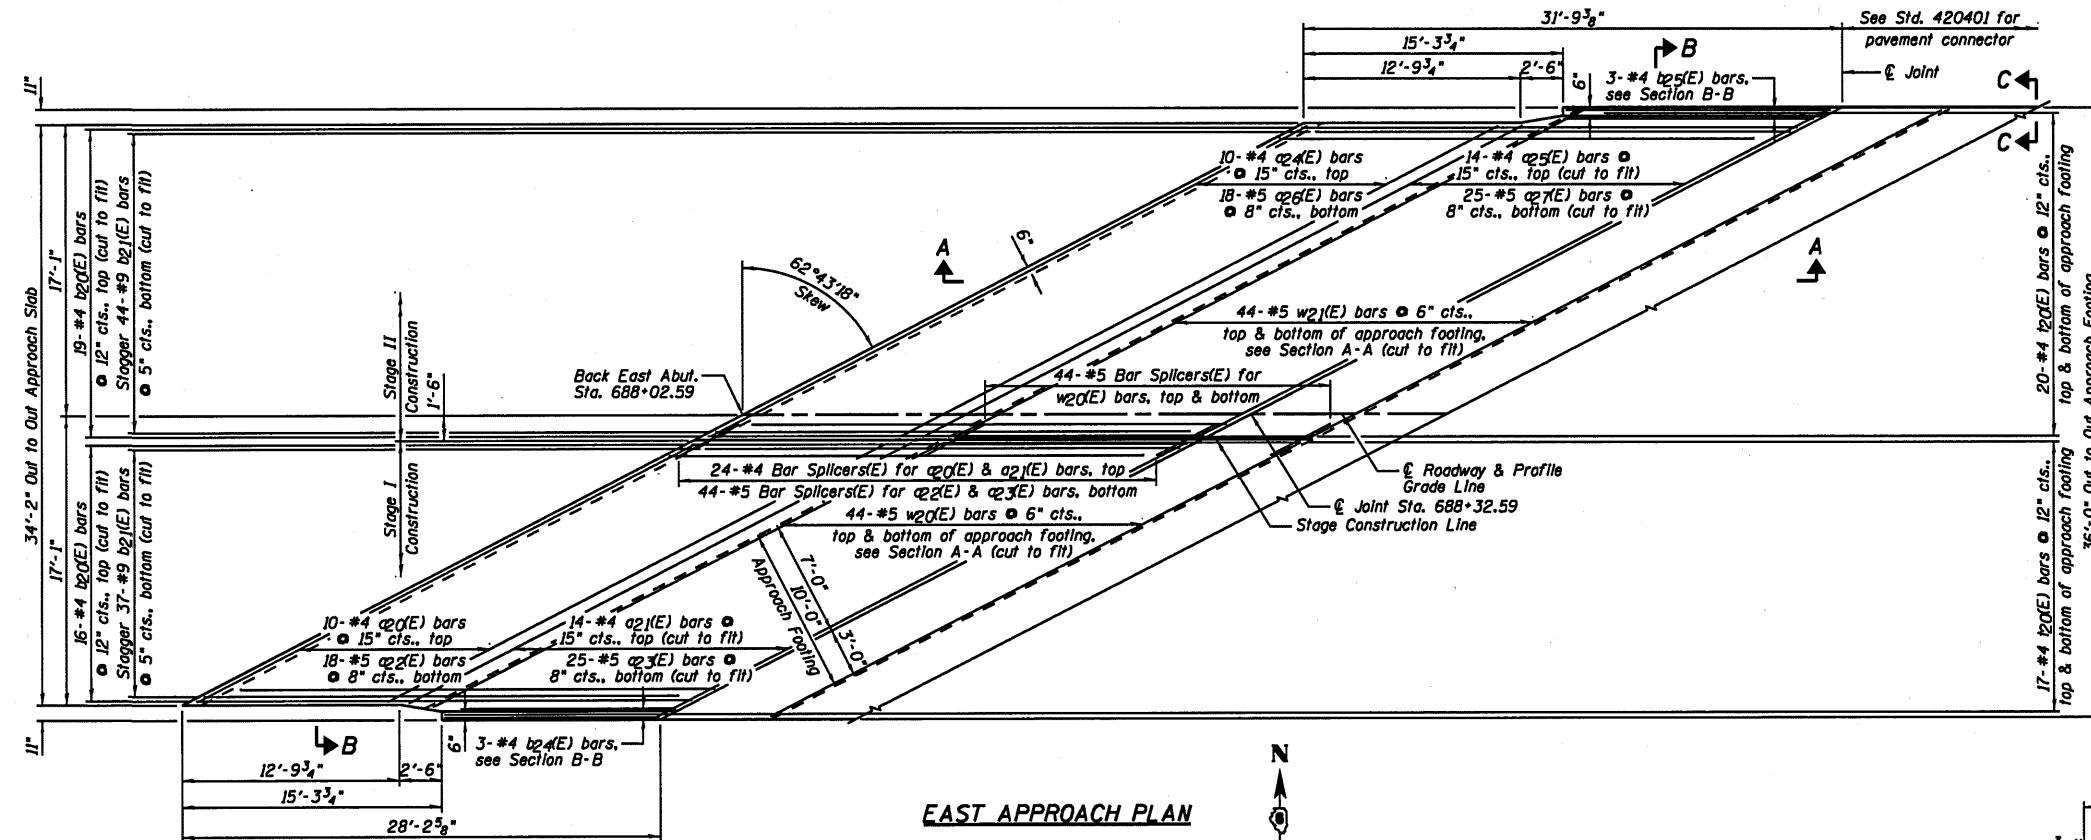 31'-9 3/8"
See Std. 420401 for
pavement connector
15'-3 3/4"
B
12'-9 3/4"
2'-6"
6"
3-#4 b25(E) bars,
see Section B-B
℄ Joint
C
C
11"
10-#4 a24(E) bars
@ 15" cts., top
18-#5 a26(E) bars
@ 8" cts., bottom
14-#4 a25(E) bars @
15" cts., top (cut to fit)
25-#5 a27(E) bars @
8" cts., bottom (cut to fit)
34'-2" Out to Out Approach Slab
17'-1"
19-#4 b20(E) bars
@ 12" cts., top (cut to fit)
Stagger 44-#9 b21(E) bars
@ 5" cts., bottom (cut to fit)
20-#4 t20(E) bars @ 12" cts.,
top & bottom of approach footing
36'-0" Out to Out Approach Footing
6"
A
A
62°43'18"
Skew
Stage II
Construction
1'-6"
Back East Abut.
Sta. 688+02.59
44-#5 w21(E) bars @ 6" cts.,
top & bottom of approach footing,
see Section A-A (cut to fit)
44-#5 Bar Splicers(E) for
w20(E) bars, top & bottom
24-#4 Bar Splicers(E) for a20(E) & a21(E) bars, top
44-#5 Bar Splicers(E) for a22(E) & a23(E) bars, bottom
℄ Roadway & Profile
Grade Line
℄ Joint Sta. 688+32.59
Stage Construction Line
44-#5 w20(E) bars @ 6" cts.,
top & bottom of approach footing,
see Section A-A (cut to fit)
Stage I
Construction
17'-1"
16-#4 b20(E) bars
@ 12" cts., top (cut to fit)
Stagger 37-#9 b21(E) bars
@ 5" cts., bottom (cut to fit)
17-#4 t20(E) bars @ 12" cts.,
top & bottom of approach footing
7'-0"
10'-0"
3'-0"
Approach Footing
10-#4 a20(E) bars
@ 15" cts., top
18-#5 a22(E) bars
@ 8" cts., bottom
14-#4 a21(E) bars @
15" cts., top (cut to fit)
25-#5 a23(E) bars @
8" cts., bottom (cut to fit)
11"
B
6"
3-#4 b24(E) bars,
see Section B-B
12'-9 3/4"
2'-6"
15'-3 3/4"
28'-2 5/8"
N
EAST APPROACH PLAN